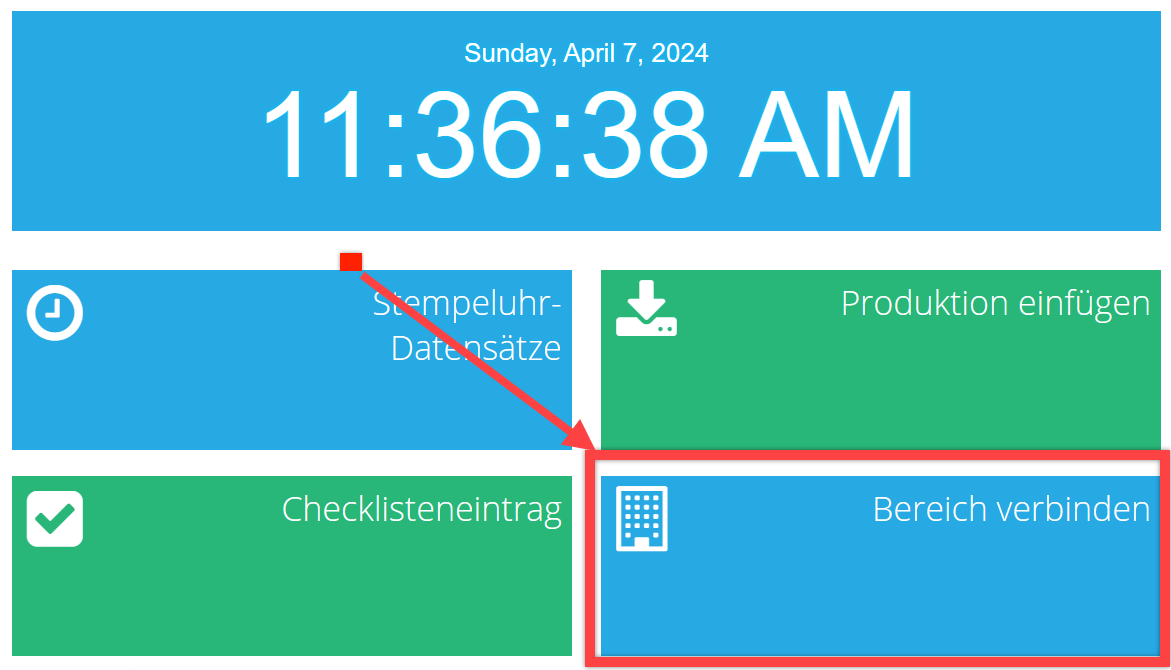 Sunday, April 7, 2024
11:36:38 AM
Stempeluhr-
Datensätze
Produktion einfügen
Checklisteneintrag
Bereich verbinden